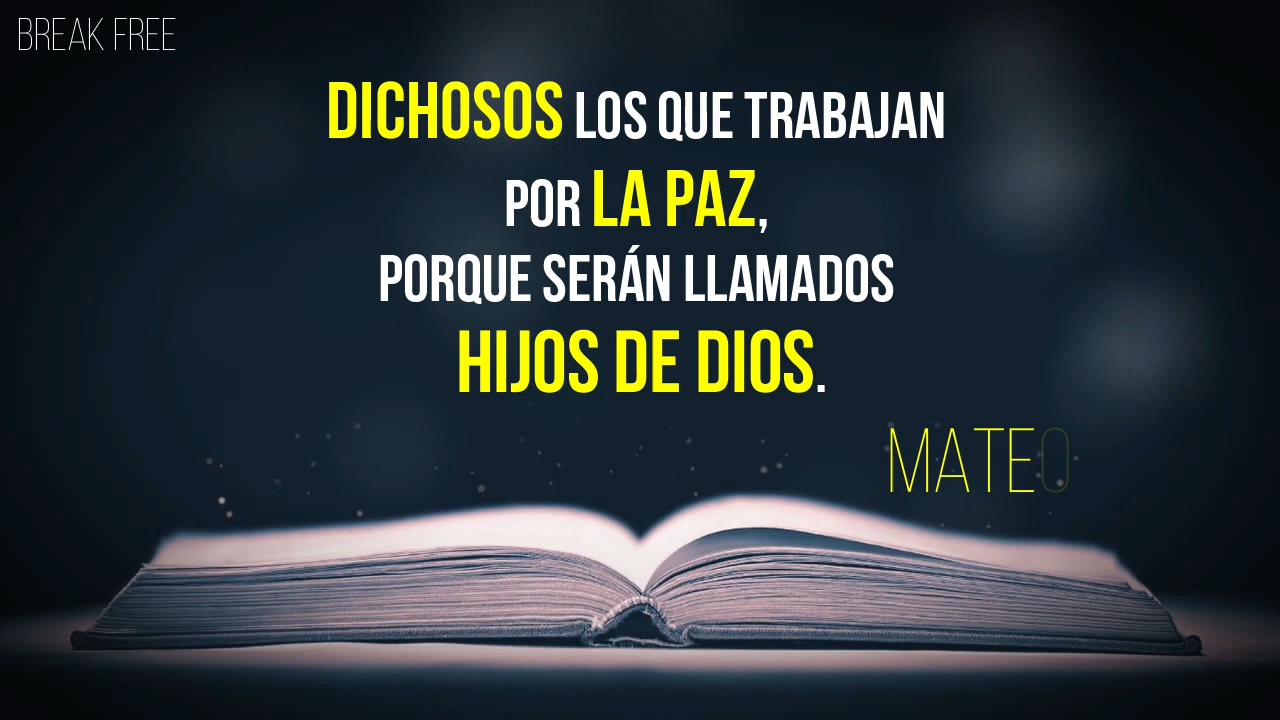 BREAK FREE
DICHOSOS LOS QUE TRABAJAN
POR LA PAZ,
PORQUE SERÁN LLAMADOS
HIJOS DE DIOS.
MATEO